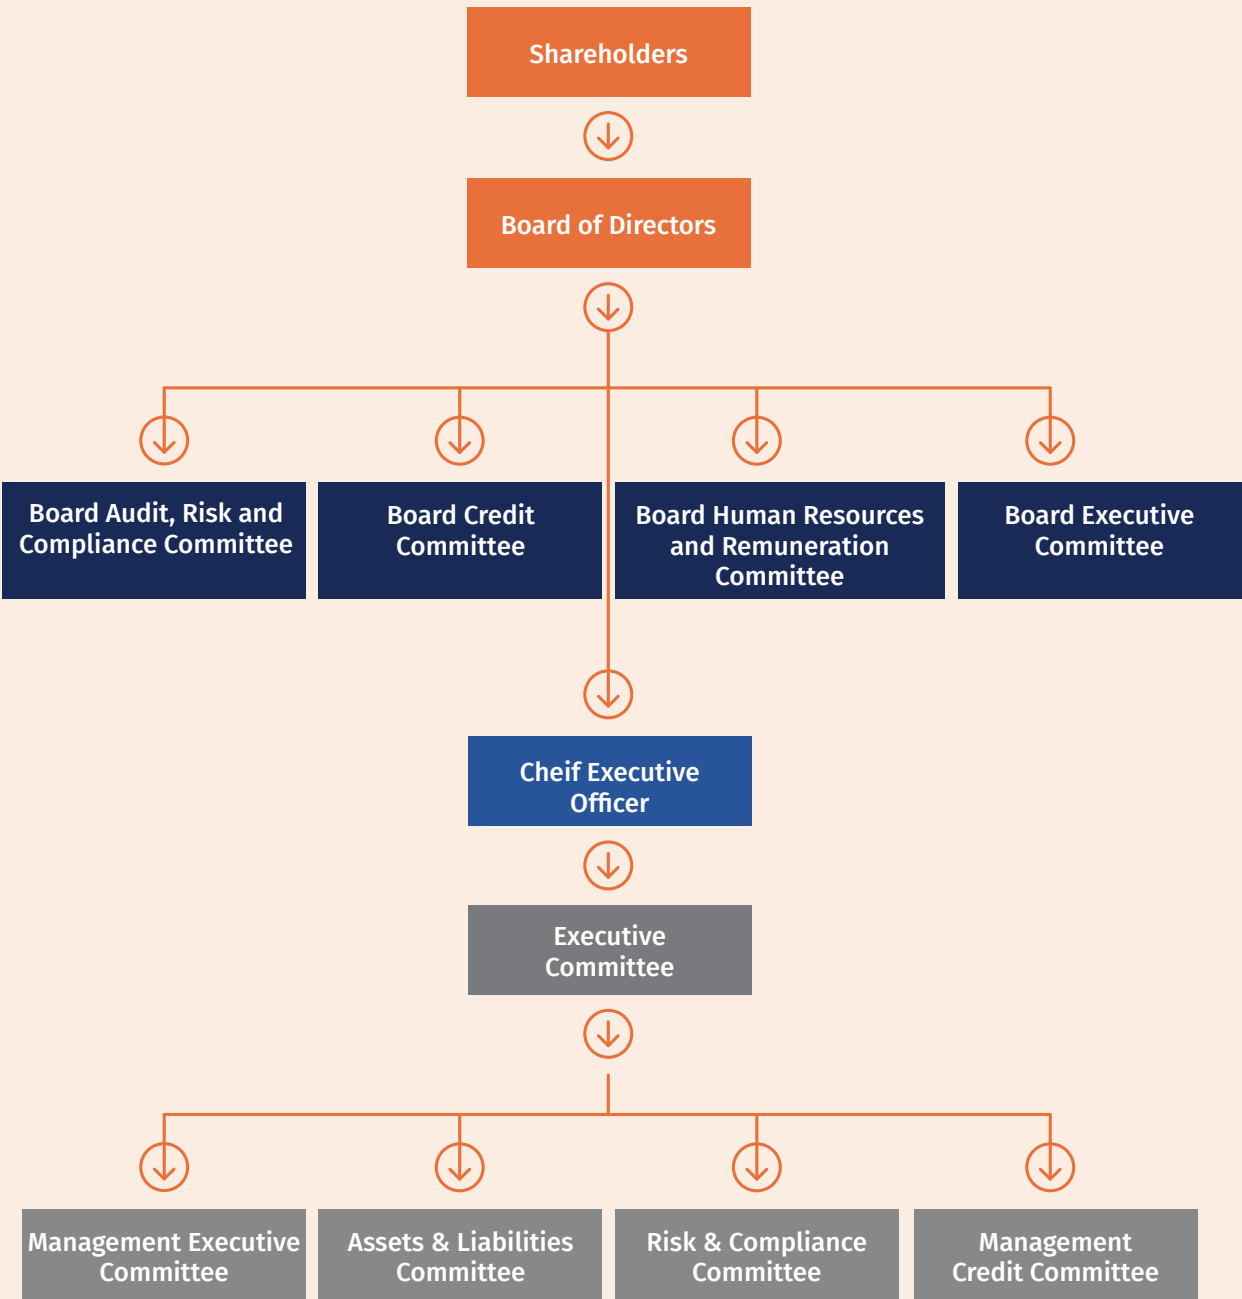 Shareholders
Board of Directors
Board Audit, Risk and
Compliance Committee
Board Credit
Committee
Board Human Resources
and Remuneration
Committee
Board Executive
Committee
Cheif Executive
Officer
Executive
Committee
Management Executive
Committee
Assets & Liabilities
Committee
Risk & Compliance
Committee
Management
Credit Committee